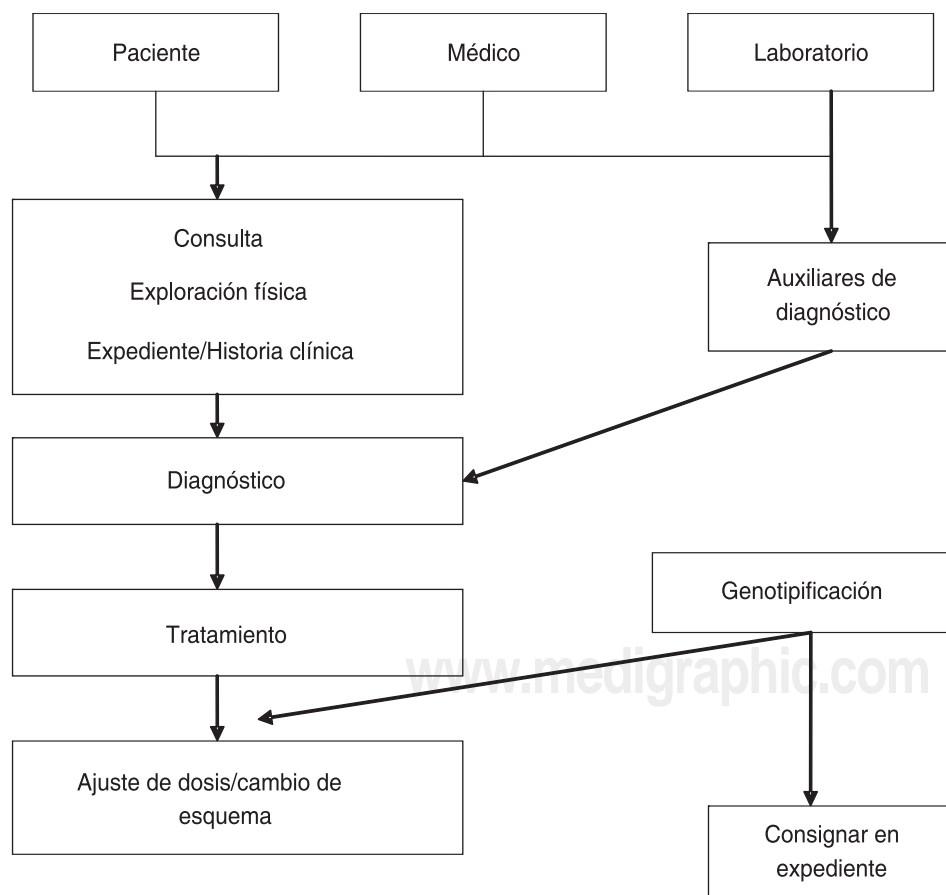 Paciente
Médico
Laboratorio
Consulta
Exploración física
Expediente/Historia clínica
Auxiliares de
diagnóstico
Diagnóstico
Genotipificación
Tratamiento
www.medigraphic.com
Ajuste de dosis/cambio de
esquema
Consignar en
expediente